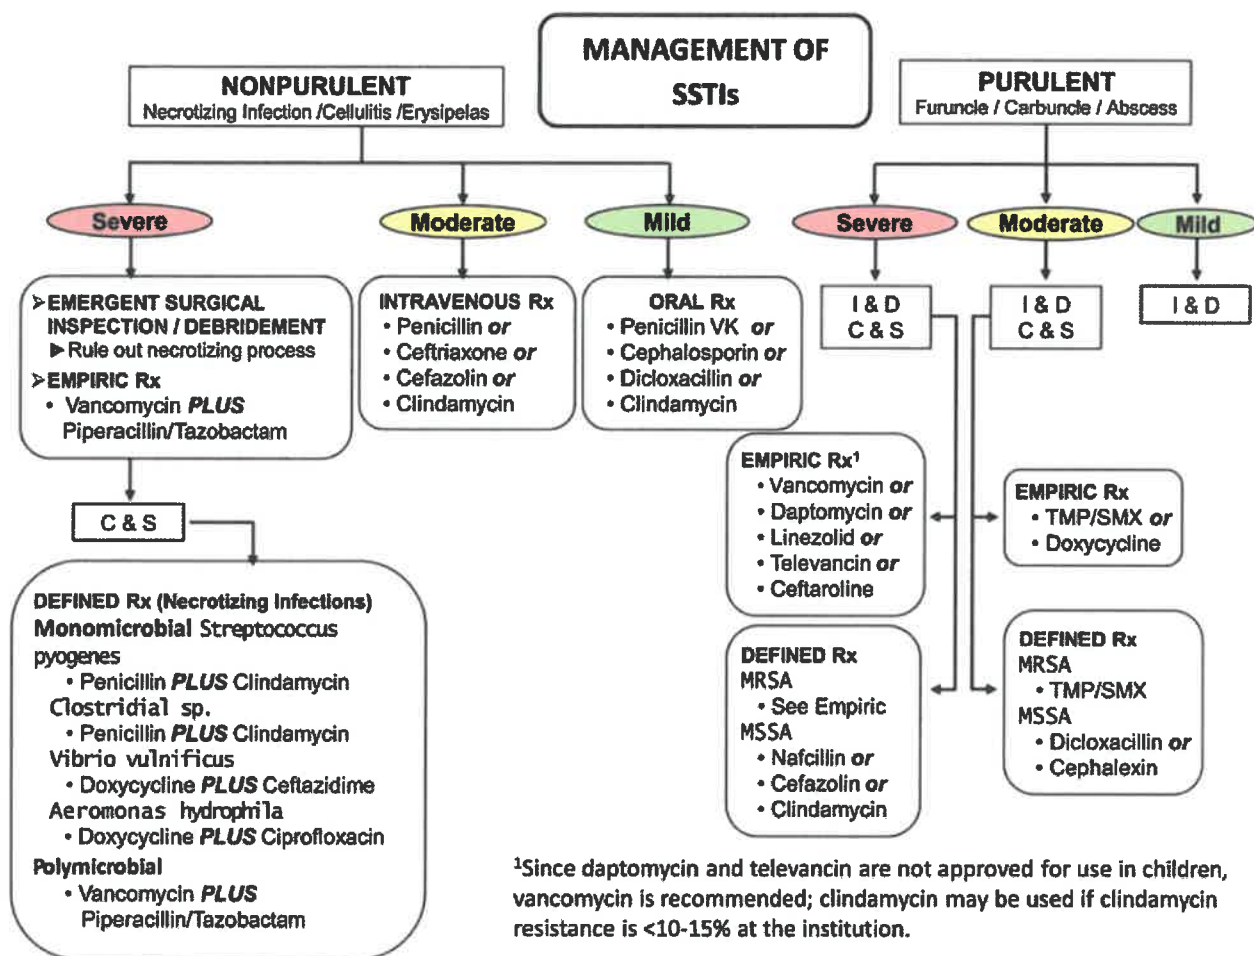 MANAGEMENT OF
SSTIs
NONPURULENT
Necrotizing Infection /Cellulitis /Erysipelas
PURULENT
Furuncle / Carbuncle / Abscess
Severe
Moderate
Mild
Severe
Moderate
Mild
➢EMERGENT SURGICAL
INSPECTION / DEBRIDEMENT
►Rule out necrotizing process
➢EMPIRIC Rx
• Vancomycin PLUS
Piperacillin/Tazobactam
INTRAVENOUS Rx
• Penicillin or
• Ceftriaxone or
• Cefazolin or
• Clindamycin
ORAL Rx
• Penicillin VK or
• Cephalosporin or
• Dicloxacillin or
• Clindamycin
I & D
C & S
I & D
C & S
I & D
C & S
EMPIRIC Rx¹
• Vancomycin or
• Daptomycin or
• Linezolid or
• Televancin or
• Ceftaroline
EMPIRIC Rx
• TMP/SMX or
• Doxycycline
DEFINED Rx (Necrotizing Infections)
Monomicrobial Streptococcus
pyogenes
• Penicillin PLUS Clindamycin
Clostridial sp.
• Penicillin PLUS Clindamycin
Vibrio vulnificus
• Doxycycline PLUS Ceftazidime
Aeromonas hydrophila
• Doxycycline PLUS Ciprofloxacin
Polymicrobial
• Vancomycin PLUS
Piperacillin/Tazobactam
DEFINED Rx
MRSA
• See Empiric
MSSA
• Nafcillin or
• Cefazolin or
• Clindamycin
DEFINED Rx
MRSA
• TMP/SMX
MSSA
• Dicloxacillin or
• Cephalexin
¹Since daptomycin and televancin are not approved for use in children,
vancomycin is recommended; clindamycin may be used if clindamycin
resistance is <10-15% at the institution.